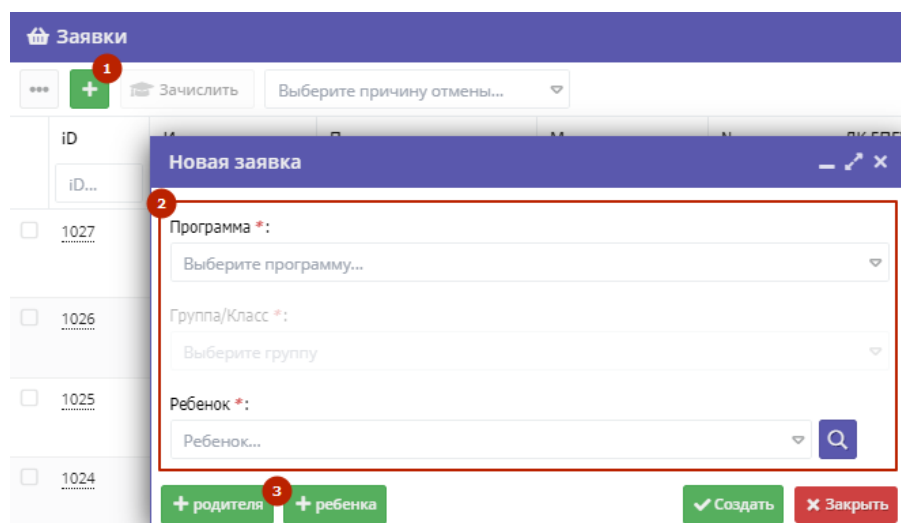 Заявки
1
••• + Зачислить Выберите причину отмены...
iD
iD...
Новая заявка
2
1027
Программа *:
Выберите программу...
1026
Группа/Класс *:
Выберите группу
1025
Ребенок *:
Ребенок...
1024
3
+ родителя + ребенка Создать Закрыть